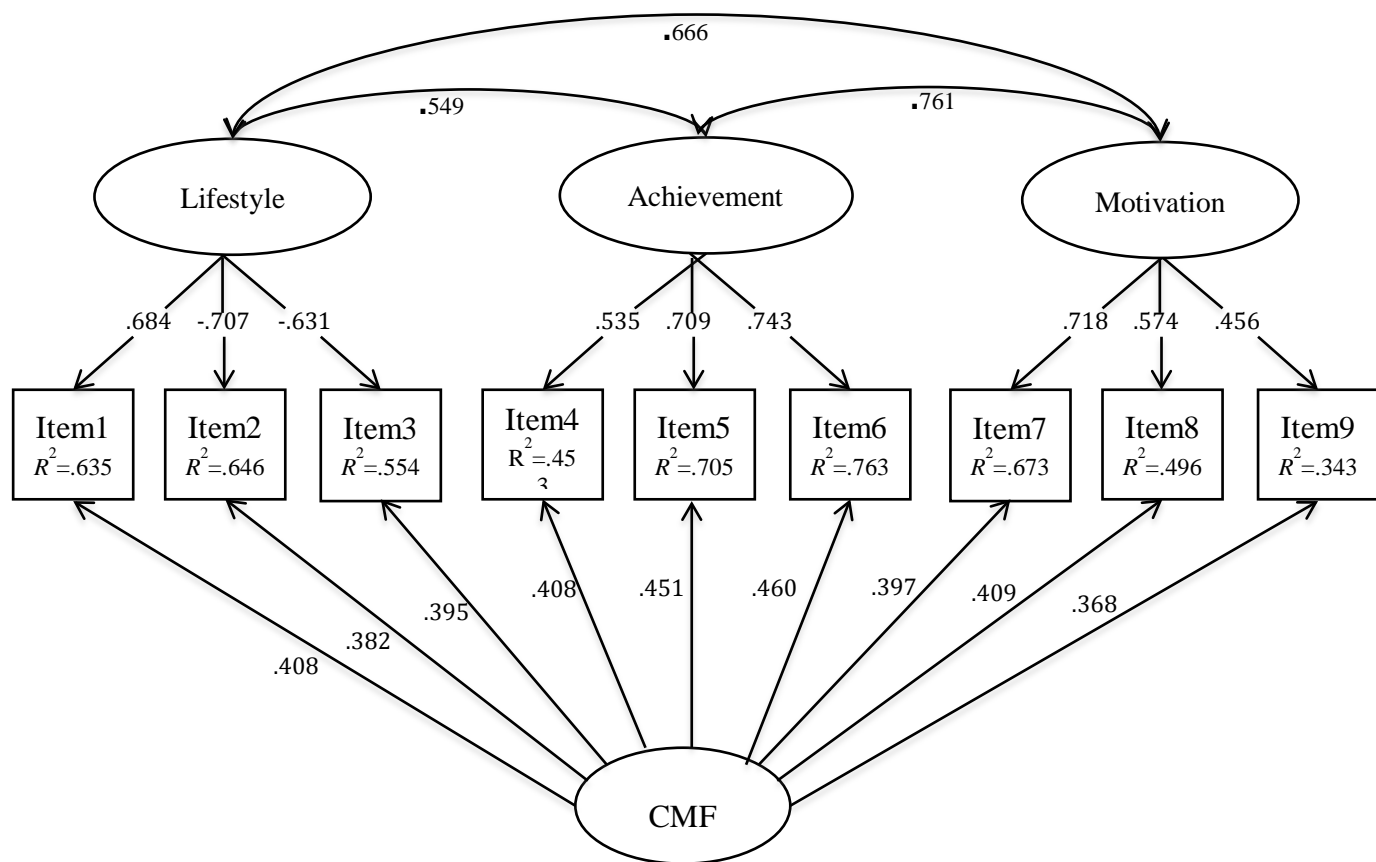 .666
.549
.761
Lifestyle
Achievement
Motivation
.684 -.707 -.631
.535 .709 .743
.718 .574 .456
Item1
R²=.635
Item2
R²=.646
Item3
R²=.554
Item4
R²=.45
3
Item5
R²=.705
Item6
R²=.763
Item7
R²=.673
Item8
R²=.496
Item9
R²=.343
.408
.382
.395
.408
.451
.460
.397
.409
.368
CMF